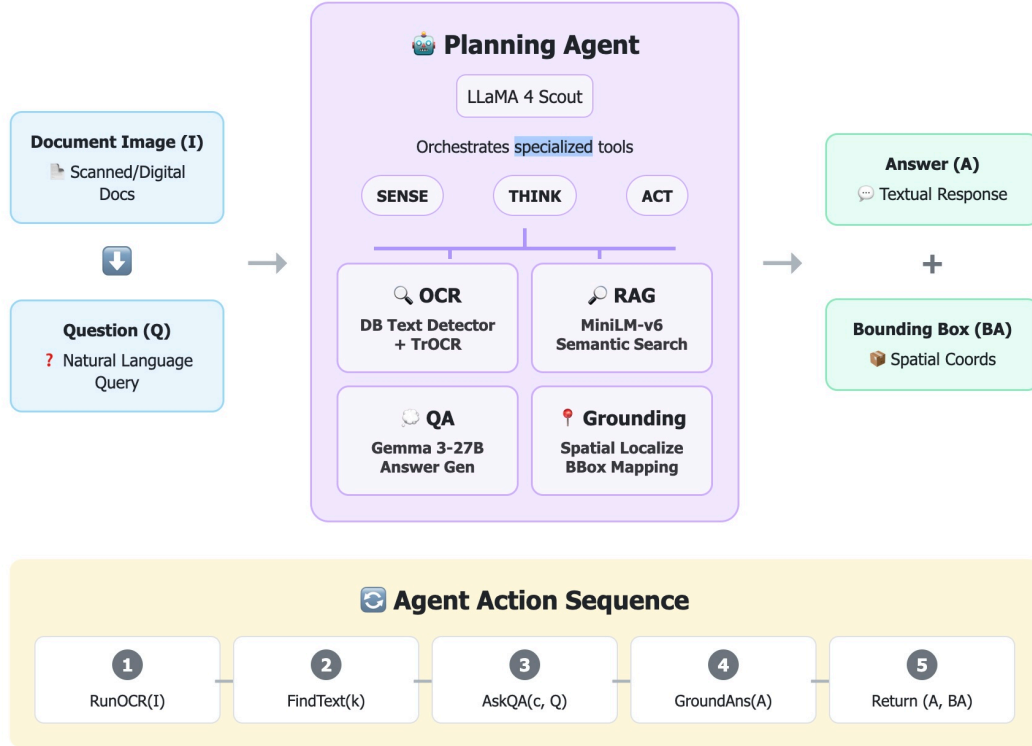 Planning Agent
LLaMA 4 Scout
Orchestrates specialized tools
SENSE
THINK
ACT
Document Image (I)
Scanned/Digital
Docs
Question (Q)
Natural Language
Query
OCR
DB Text Detector
+ TrOCR
RAG
MiniLM-v6
Semantic Search
QA
Gemma 3-27B
Answer Gen
Grounding
Spatial Localize
BBox Mapping
Answer (A)
Textual Response
+
Bounding Box (BA)
Spatial Coords
Agent Action Sequence
1
RunOCR(I)
2
FindText(k)
3
AskQA(c, Q)
4
GroundAns(A)
5
Return (A, BA)